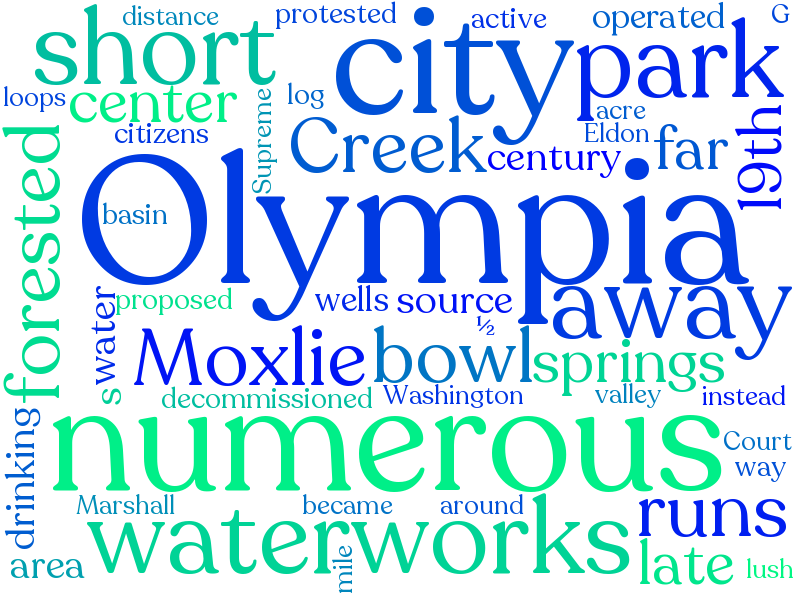 distance protested active operated G
short city park
loops center log acre
citizens Supreme Creek century Eldon far 19th
forested basin Olympia
proposed wells source away
water ½
Moxlie bowl springs
s decommissioned Washington valley instead
drinking numerous Court
way
Marshall became around runs
waterworks
area mile late lush